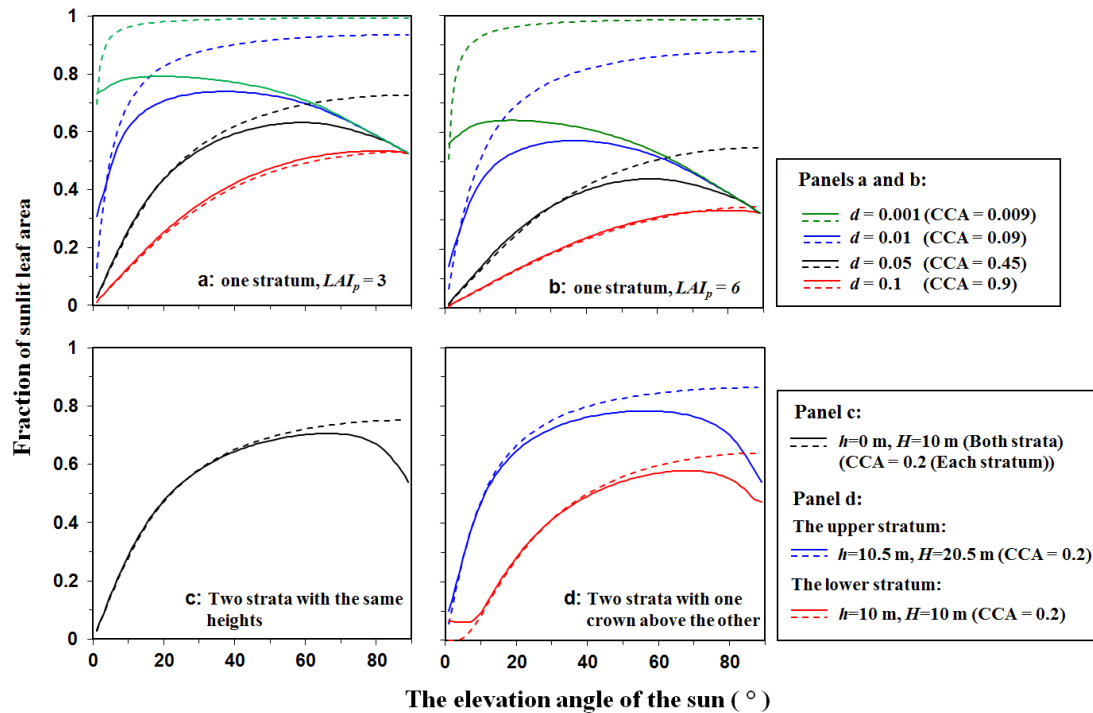 Fraction of sunlit leaf area
1
0.8
0.6
0.4
0.2
0
a: one stratum, LAIp = 3
b: one stratum, LAIp = 6
Panels a and b:
d = 0.001 (CCA = 0.009)
d = 0.01 (CCA = 0.09)
d = 0.05 (CCA = 0.45)
d = 0.1 (CCA = 0.9)
1
0.8
0.6
0.4
0.2
0
0 20 40 60 80
c: Two strata with the same
heights
0 20 40 60 80
d: Two strata with one
crown above the other
Panel c:
h=0 m, H=10 m (Both strata)
(CCA = 0.2 (Each stratum))
Panel d:
The upper stratum:
h=10.5 m, H=20.5 m (CCA = 0.2)
The lower stratum:
h=10 m, H=10 m (CCA = 0.2)
The elevation angle of the sun ( ° )